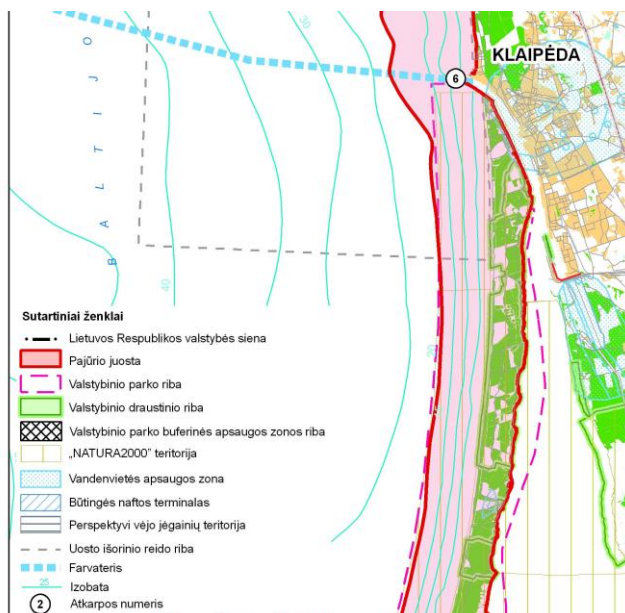 KLAIPĖDA
6
30
BALTIJO
40
20
Sutartiniai ženklai
Lietuvos Respublikos valstybės siena
Pajūrio juosta
Valstybinio parko riba
Valstybinio draustinio riba
Valstybinio parko buferinės apsaugos zonos riba
„NATURA2000” teritorija
Vandenvietės apsaugos zona
Būtingės naftos terminalas
Perspektyvi vėjo jėgainių teritorija
Uosto išorinio reido riba
Farvateris
25 Izobata
2 Atkarpos numeris